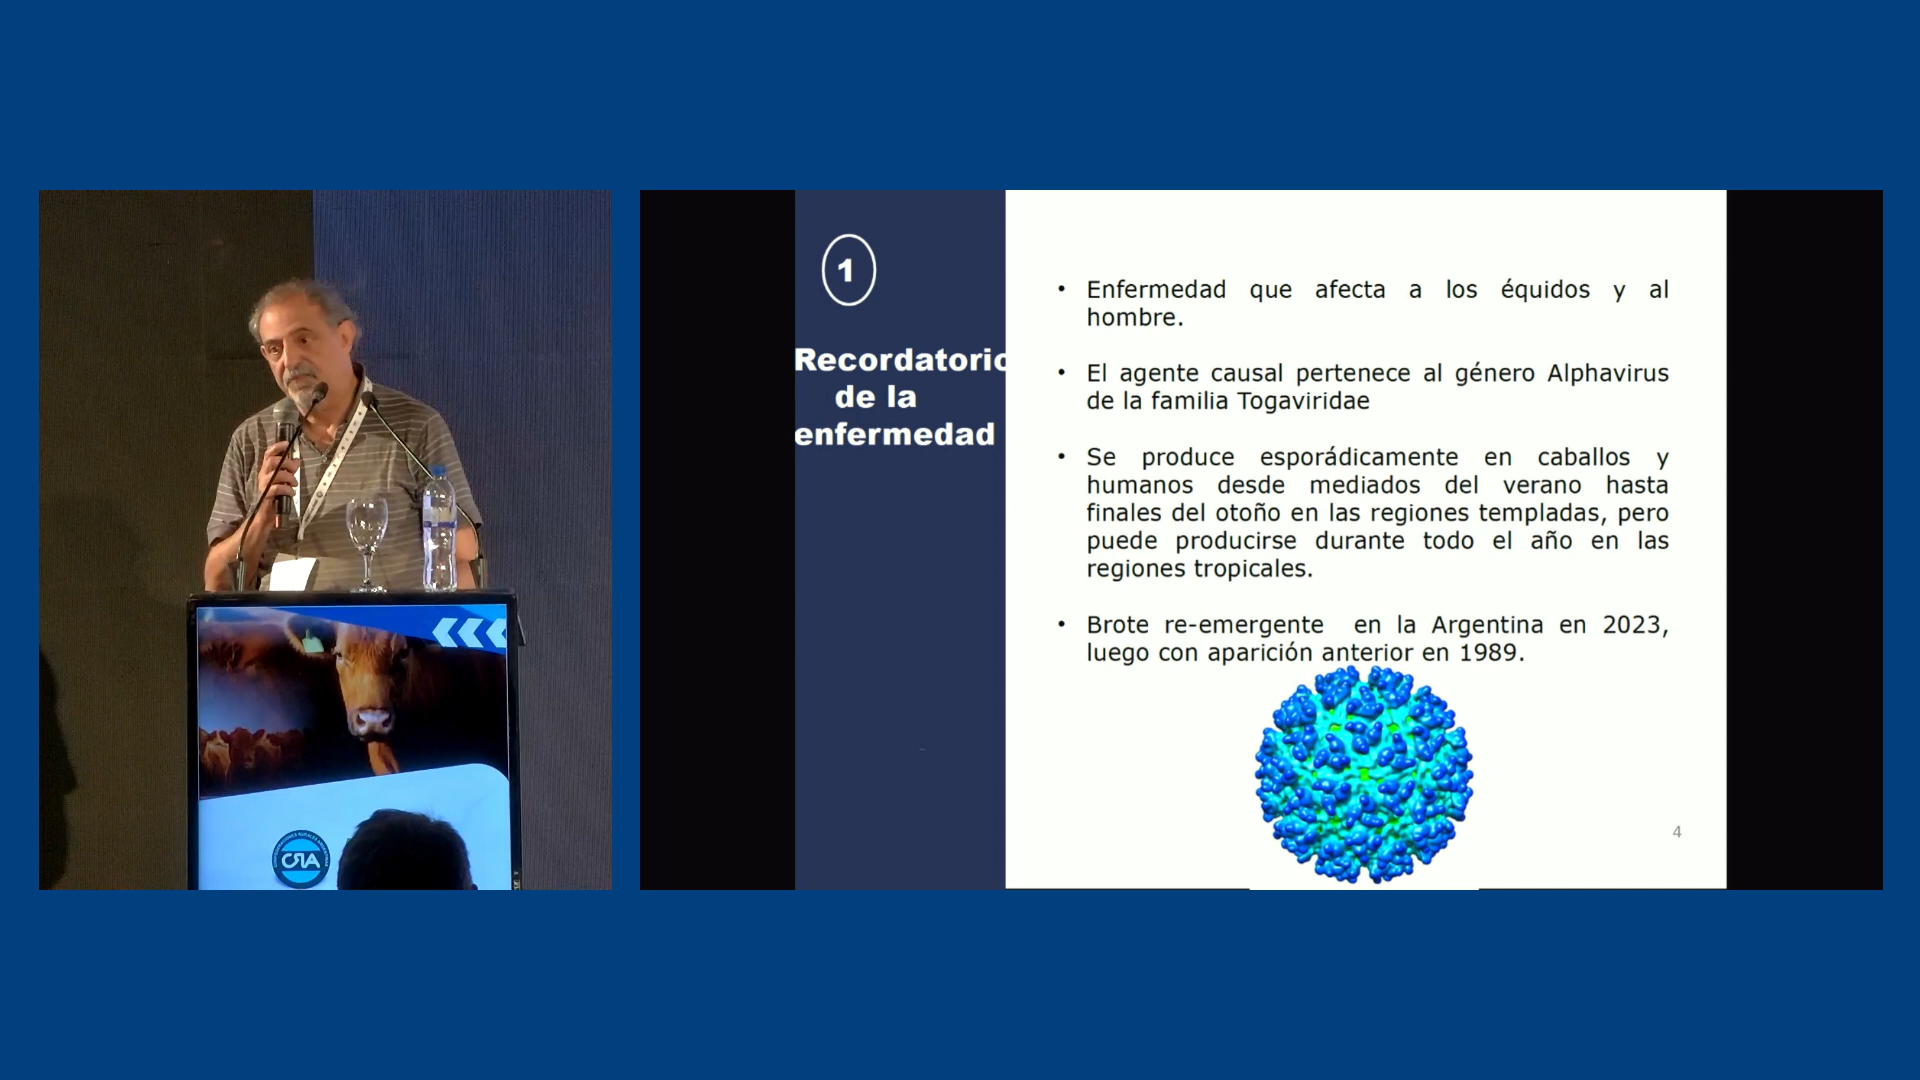 1
Recordatorio
de la
enfermedad
• Enfermedad que afecta a los équidos y al
hombre.
• El agente causal pertenece al género Alphavirus
de la familia Togaviridae
• Se produce esporádicamente en caballos y
humanos desde mediados del verano hasta
finales del otoño en las regiones templadas, pero
puede producirse durante todo el año en las
regiones tropicales.
• Brote re-emergente en la Argentina en 2023,
luego con aparición anterior en 1989.
4
CRA